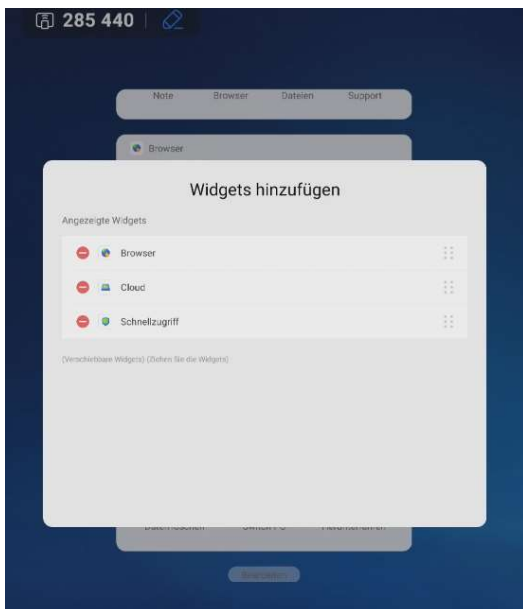 285 440
Note Browser Dateien Support
Browser
Widgets hinzufügen
Angezeigte Widgets
Browser
Cloud
Schnellzugriff
(Verschiebbare Widgets) (Ziehen Sie die Widgets)